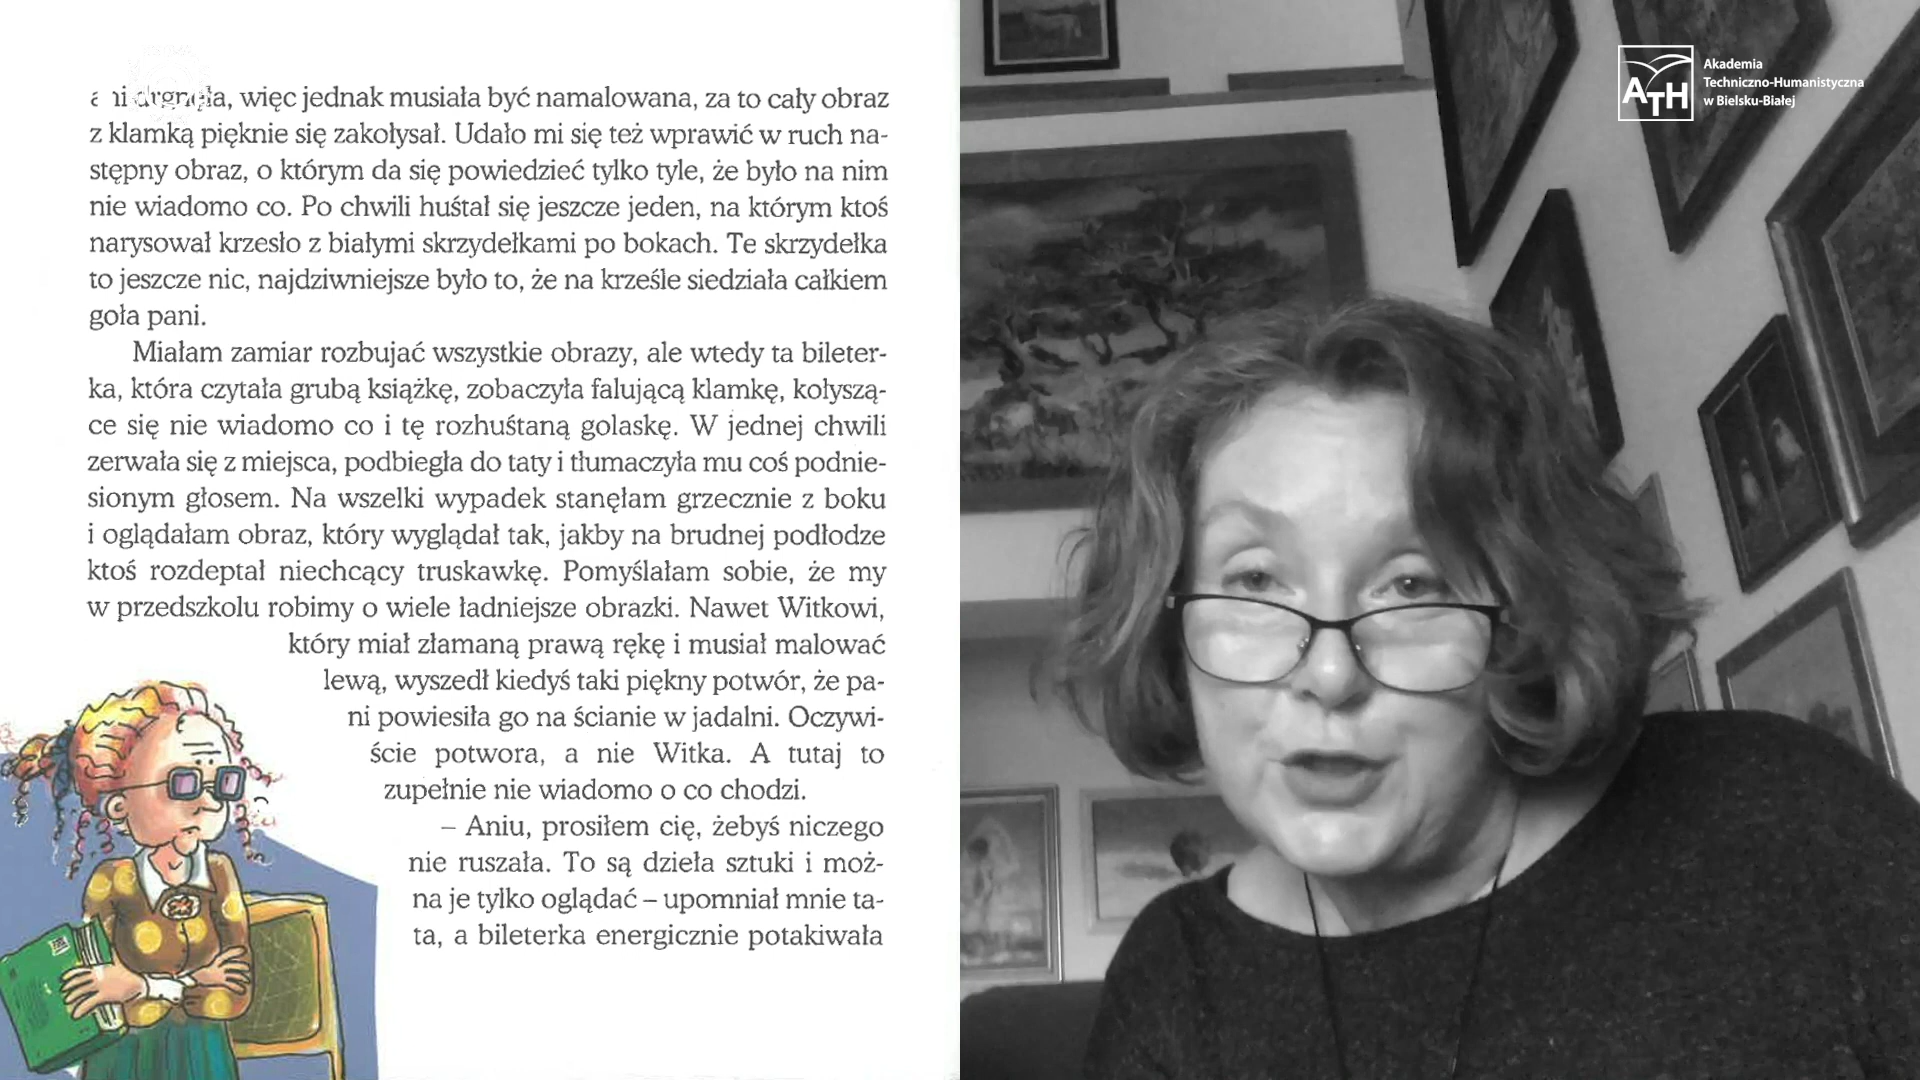 ani drgnęła, więc jednak musiała być namalowana, za to cały obraz
z klamką pięknie się zakołysał. Udało mi się też wprawić w ruch na-
stępny obraz, o którym da się powiedzieć tylko tyle, że było na nim
nie wiadomo co. Po chwili huśtał się jeszcze jeden, na którym ktoś
narysował krzesło z białymi skrzydełkami po bokach. Te skrzydełka
to jeszcze nic, najdziwniejsze było to, że na krześle siedziała całkiem
goła pani.
Miałam zamiar rozbujać wszystkie obrazy, ale wtedy ta bileter-
ka, która czytała grubą książkę, zobaczyła falującą klamkę, kołyszą-
ce się nie wiadomo co i tę rozhuśtaną golaskę. W jednej chwili
zerwała się z miejsca, podbiegła do taty i tłumaczyła mu coś podnie-
sionym głosem. Na wszelki wypadek stanęłam grzecznie z boku
i oglądałam obraz, który wyglądał tak, jakby na brudnej podłodze
ktoś rozdeptał niechcący truskawkę. Pomyślałam sobie, że my
w przedszkolu robimy o wiele ładniejsze obrazki. Nawet Witkowi,
który miał złamaną prawą rękę i musiał malować
lewą, wyszedł kiedyś taki piękny potwór, że pa-
ni powiesiła go na ścianie w jadalni. Oczywi-
ście potwora, a nie Witka. A tutaj to
zupełnie nie wiadomo o co chodzi.
– Aniu, prosiłem cię, żebyś niczego
nie ruszała. To są dzieła sztuki i moż-
na je tylko oglądać – upomniał mnie ta-
ta, a bileterka energicznie potakiwała
ATH
Akademia
Techniczno-Humanistyczna
w Bielsku-Białej